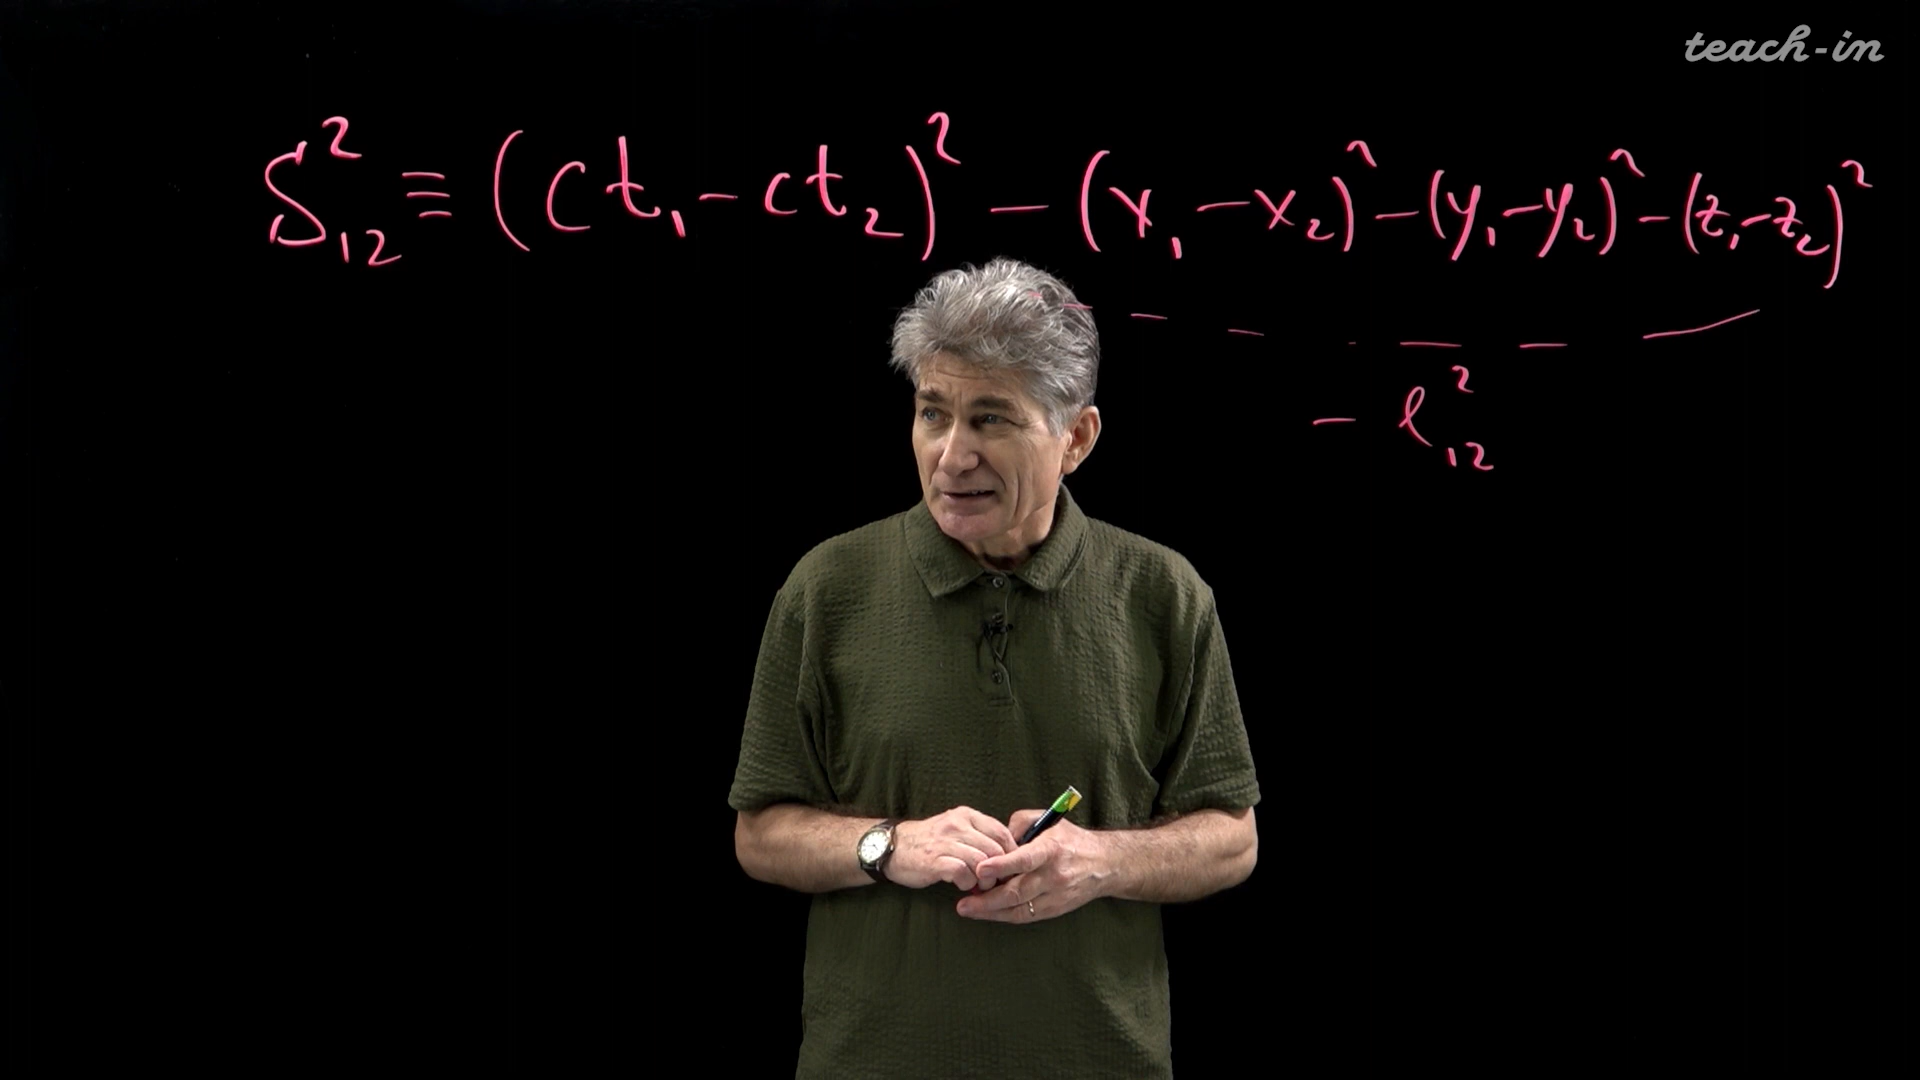 teach-in
S²₁₂ ≡ (ct₁ - ct₂)² - (x₁ - x₂)² - (y₁ - y₂)² - (z₁ - z₂)²
- ℓ²₁₂